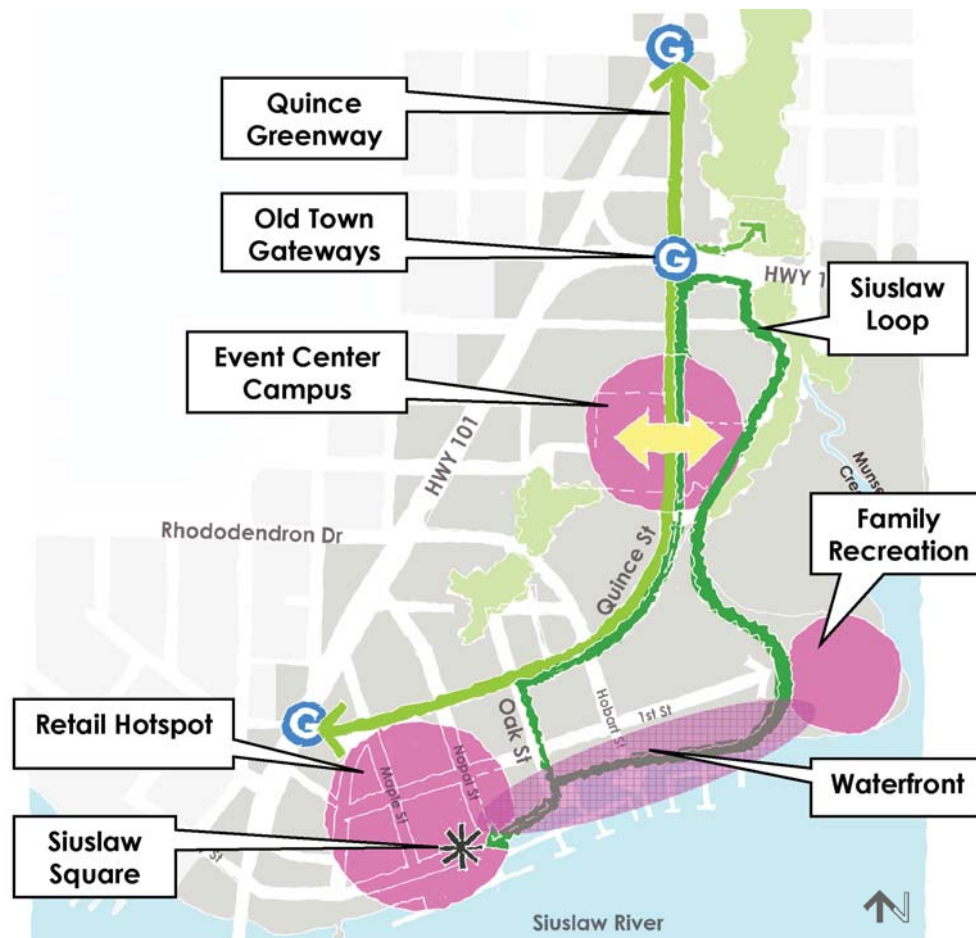 G
Quince
Greenway
Old Town
Gateways
G
HWY 1
Siuslaw
Loop
Event Center
Campus
HWY 101
Rhododendron Dr
Quince St
Family
Recreation
Retail Hotspot
G
Oak St
Hobart St
1st St
Maple St
Nopal St
Waterfront
Siuslaw
Square
St
Siuslaw River
N